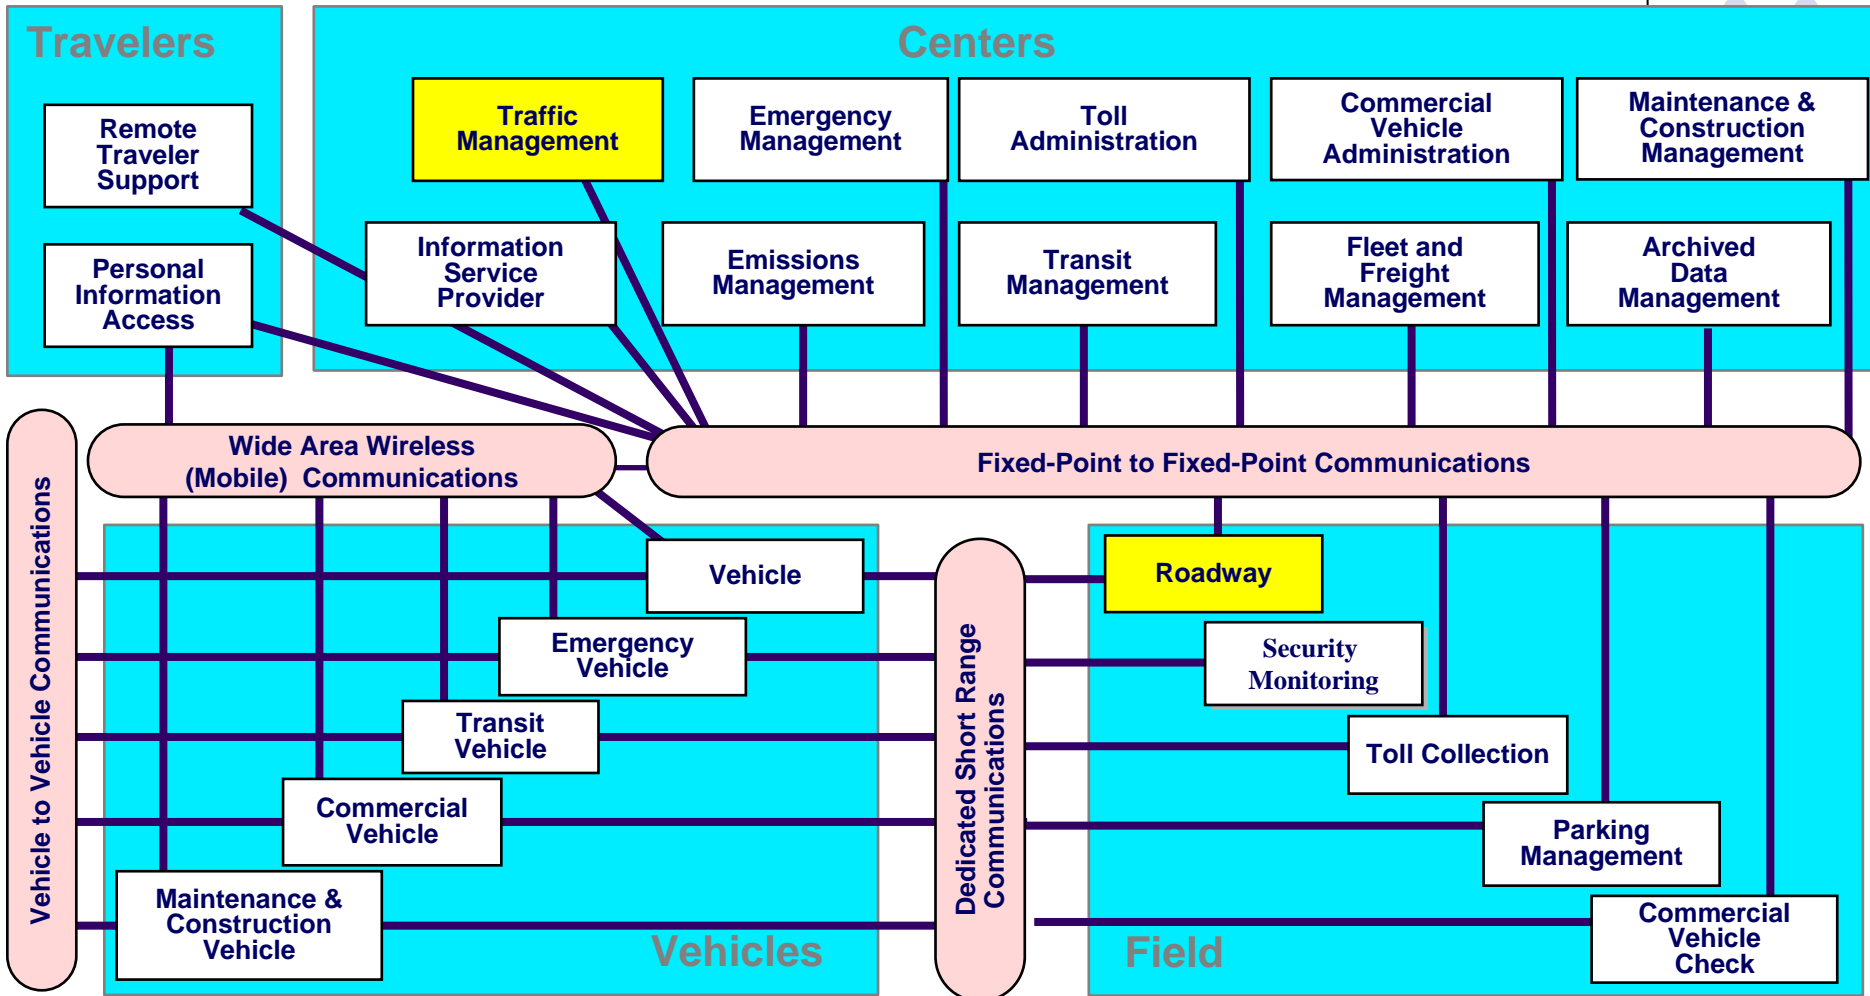 Travelers
Centers
Remote
Traveler
Support
Personal
Information
Access
Traffic
Management
Emergency
Management
Toll
Administration
Commercial
Vehicle
Administration
Maintenance &
Construction
Management
Information
Service
Provider
Emissions
Management
Transit
Management
Fleet and
Freight
Management
Archived
Data
Management
Wide Area Wireless
(Mobile) Communications
Fixed-Point to Fixed-Point Communications
Vehicle to Vehicle Communications
Vehicle
Emergency
Vehicle
Transit
Vehicle
Commercial
Vehicle
Maintenance &
Construction
Vehicle
Vehicles
Dedicated Short Range
Communications
Roadway
Security
Monitoring
Toll Collection
Parking
Management
Commercial
Vehicle
Check
Field